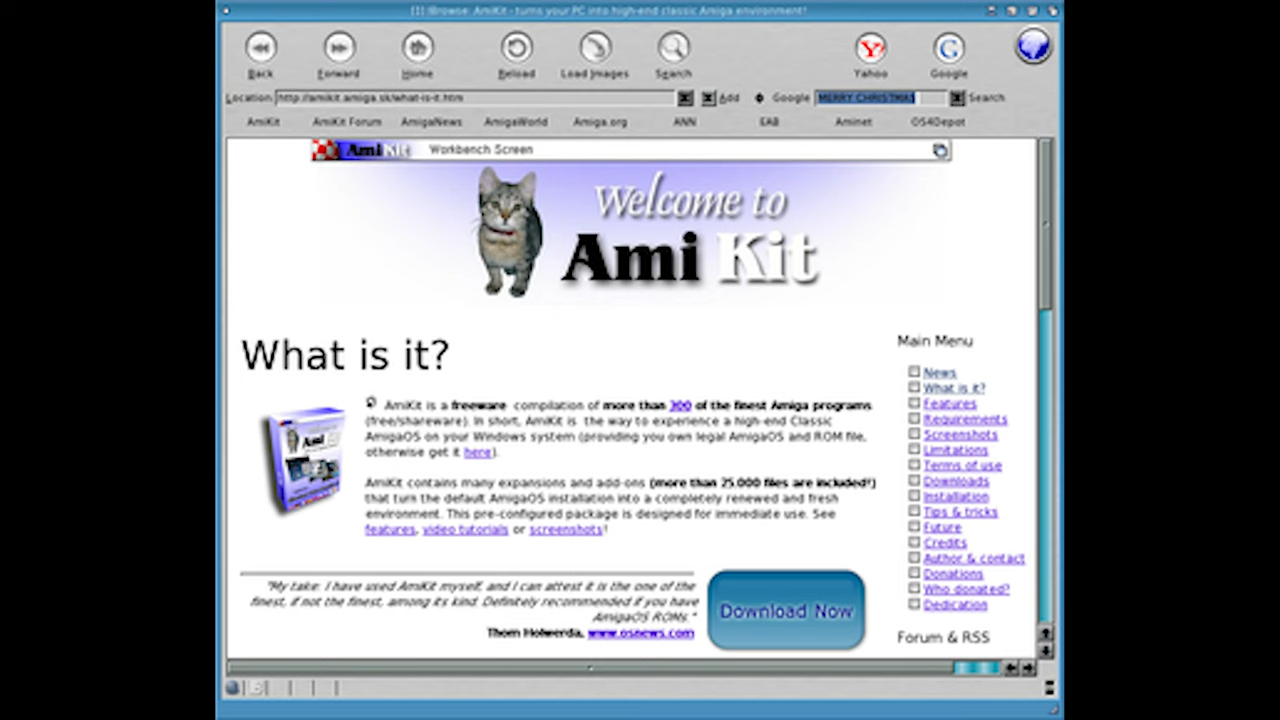 IBrowse: AmiKit - turns your PC into high-end classic Amiga environment!
Back Forward Home Reload Load Images Search Yahoo Google
Location http://amikit.amiga.sk/what-is-it.htm Add Google MERRY CHRISTMAS Search
AmiKit AmiKit Forum AmigaNews AmigaWorld Amiga.org ANN EAB Aminet OS4Depot
AmiKit Workbench Screen
Welcome to
Ami Kit
What is it?
AmiKit is a freeware compilation of more than 300 of the finest Amiga programs
(free/shareware). In short, AmiKit is the way to experience a high-end Classic
AmigaOS on your Windows system (providing you own legal AmigaOS and ROM file,
otherwise get it here).
AmiKit contains many expansions and add-ons (more than 25.000 files are included!)
that turn the default AmigaOS installation into a completely renewed and fresh
environment. This pre-configured package is designed for immediate use. See
features, video tutorials or screenshots!
"My take: I have used AmiKit myself, and I can attest it is the one of the
finest, if not the finest, among its kind. Definitely recommended if you have
AmigaOS ROMs."
Thom Holwerda, www.osnews.com
Download Now
Main Menu
News
What is it?
Features
Requirements
Screenshots
Limitations
Terms of use
Downloads
Installation
Tips & tricks
Future
Credits
Author & contact
Donations
Who donated?
Dedication
Forum & RSS